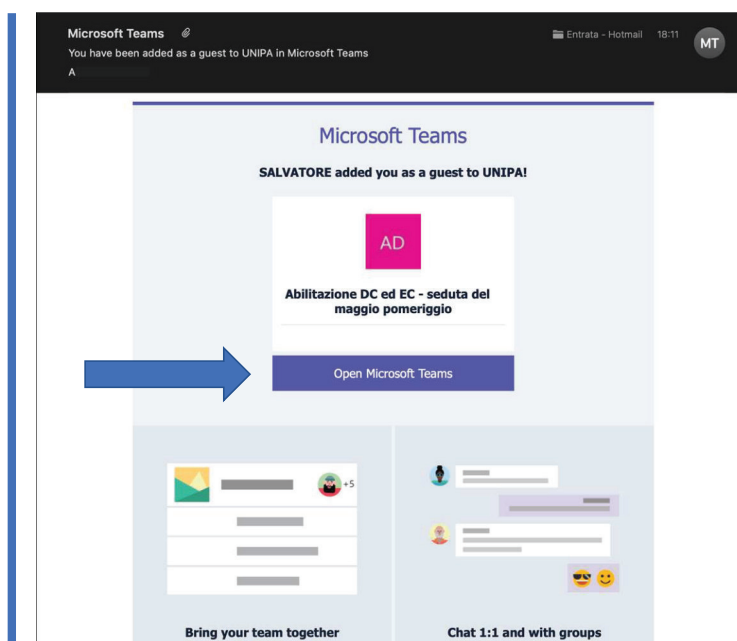 Microsoft Teams
Entrata - Hotmail 18:11
MT
You have been added as a guest to UNIPA in Microsoft Teams
A
Microsoft Teams
SALVATORE added you as a guest to UNIPA!
AD
Abilitazione DC ed EC - seduta del
maggio pomeriggio
Open Microsoft Teams
+5
Bring your team together
Chat 1:1 and with groups